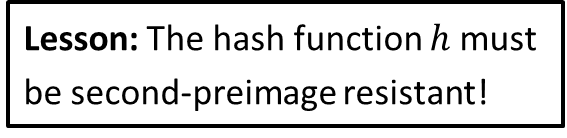 Lesson: The hash function h must
be second-preimage resistant!